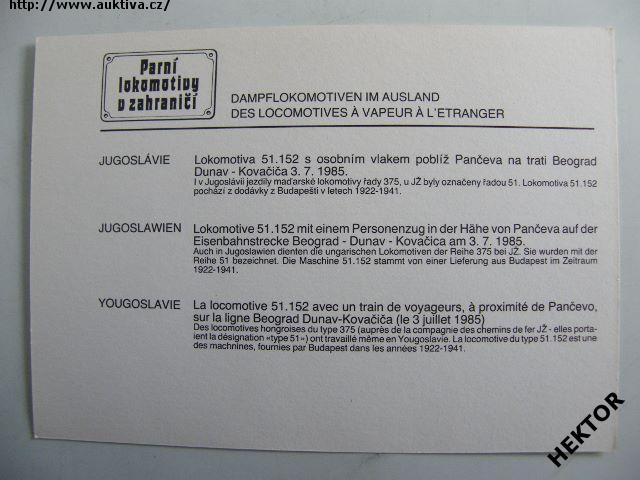 http://www.auktiva.cz/
Parní
lokomotivy
v zahraničí
DAMPFLOKOMOTIVEN IM AUSLAND
DES LOCOMOTIVES À VAPEUR À L'ETRANGER
JUGOSLÁVIE Lokomotiva 51.152 s osobním vlakem poblíž Pančeva na trati Beograd
Dunav - Kovačiča 3. 7. 1985.
I v Jugoslávii jezdily maďarské lokomotivy řady 375, u JŽ byly označeny řadou 51. Lokomotiva 51.152
pochází z dodávky z Budapešti v letech 1922-1941.
JUGOSLAWIEN Lokomotive 51.152 mit einem Personenzug in der Hähe von Pančeva auf der
Eisenbahnstrecke Beograd - Dunav - Kovačica am 3. 7. 1985.
Auch in Jugoslawien dienten die ungarischen Lokomotiven der Reihe 375 bei JŽ. Sie wurden mit der
Reihe 51 bezeichnet. Die Maschine 51.152 stammt von einer Lieferung aus Budapest im Zeitraum
1922-1941.
YOUGOSLAVIE La locomotive 51.152 avec un train de voyageurs, à proximité de Pančevo,
sur la ligne Beograd Dunav-Kovačiča (le 3 juillet 1985)
Des locomotives hongroises du type 375 (auprès de la compagnie des chemins de fer JŽ - elles portai-
ent la désignation «type 51») ont travaillé même en Yougoslavie. La locomotive du type 51.152 est une
des machnines, fournies par Budapest dans les années 1922-1941.
HEKTOR